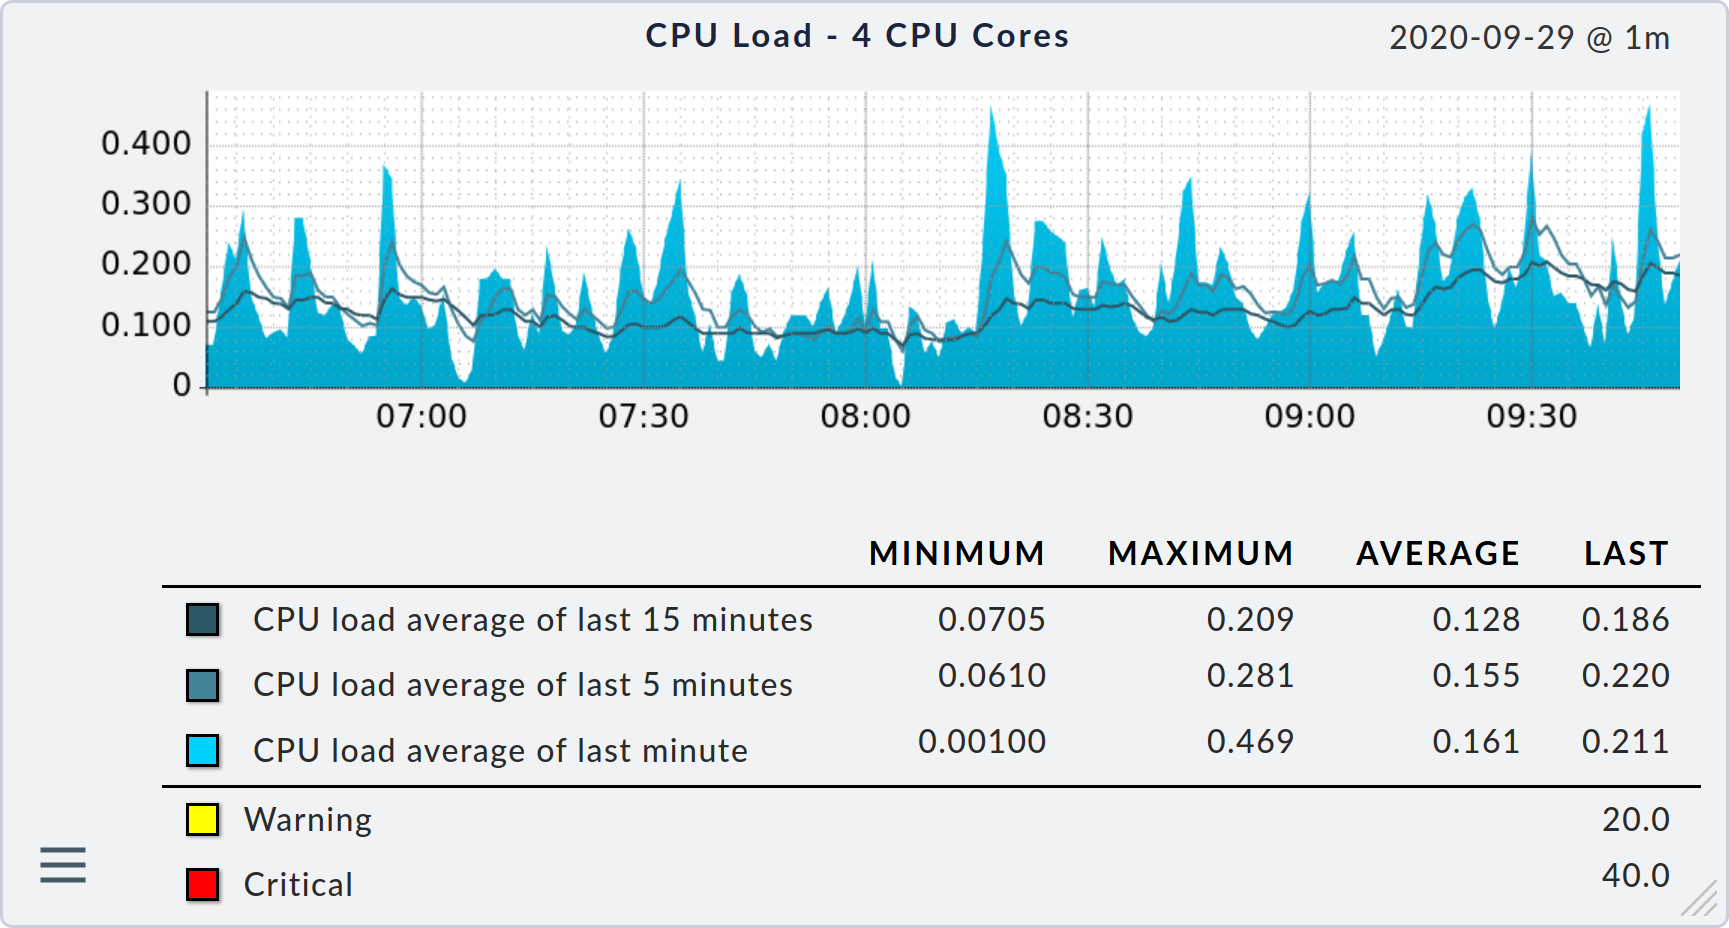 CPU Load - 4 CPU Cores 2020-09-29 @ 1m
0.400
0.300
0.200
0.100
0
07:00 07:30 08:00 08:30 09:00 09:30
MINIMUM MAXIMUM AVERAGE LAST
CPU load average of last 15 minutes 0.0705 0.209 0.128 0.186
CPU load average of last 5 minutes 0.0610 0.281 0.155 0.220
CPU load average of last minute 0.00100 0.469 0.161 0.211
Warning 20.0
Critical 40.0